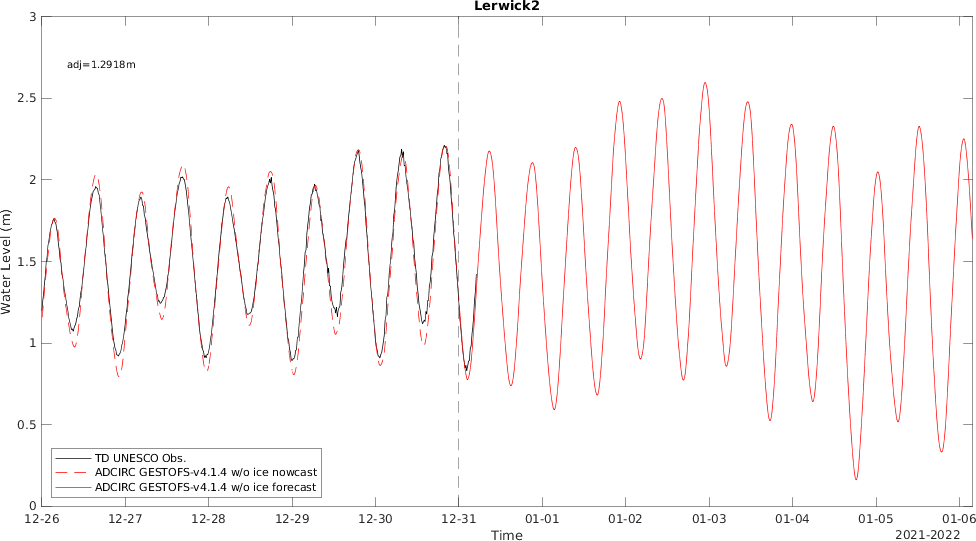 Lerwick2
adj=1.2918m
3
2.5
2
1.5
1
0.5
0
Water Level (m)
TD UNESCO Obs.
ADCIRC GESTOFS-v4.1.4 w/o ice nowcast
ADCIRC GESTOFS-v4.1.4 w/o ice forecast
12-26 12-27 12-28 12-29 12-30 12-31 01-01 01-02 01-03 01-04 01-05 01-06
Time
2021-2022